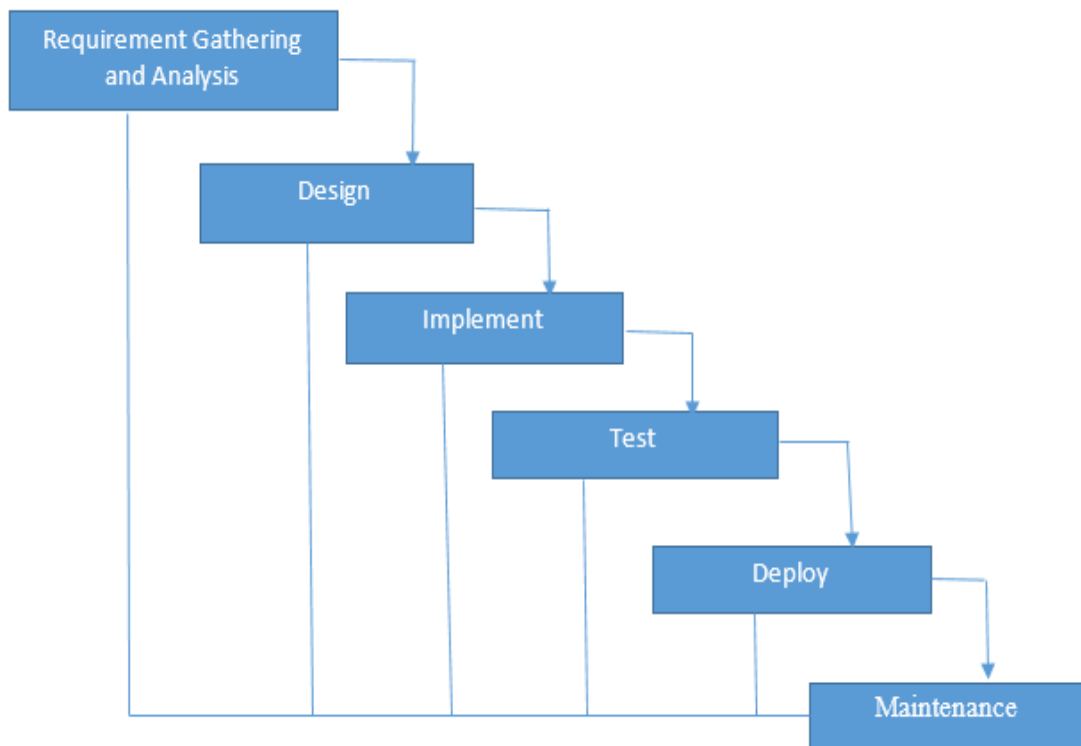 Requirement Gathering
and Analysis
Design
Implement
Test
Deploy
Maintenance